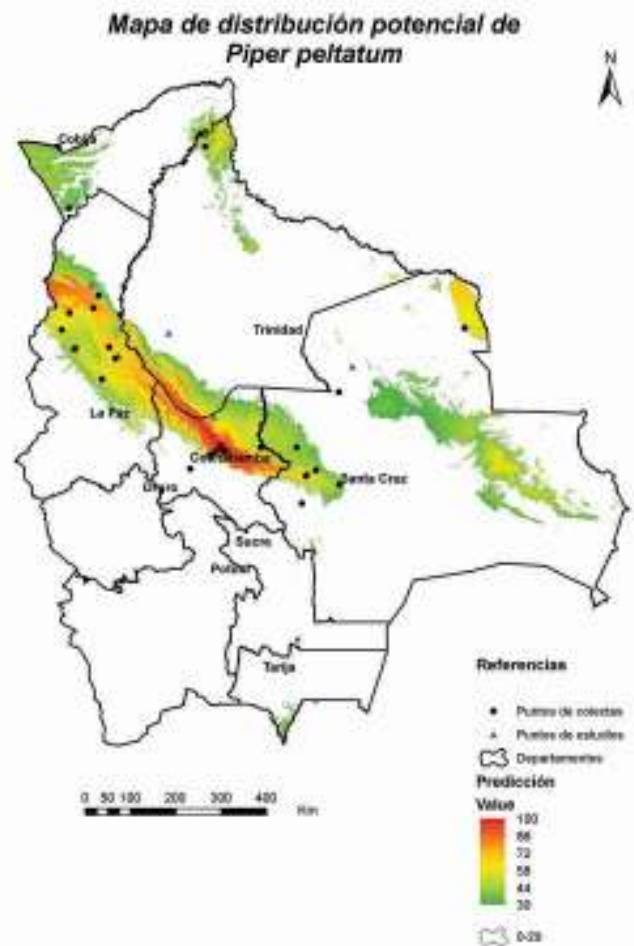 Mapa de distribución potencial de
Piper peltatum
N
Cobija
Trinidad
La Paz
Cochabamba
Oruro
Santa Cruz
Sucre
Potosí
Tarija
Referencias
Puntos de colectas
Puntos de estudios
Departamentos
Predicción
Value
100
86
72
58
44
30
0-29
0 50 100 200 300 400
Km